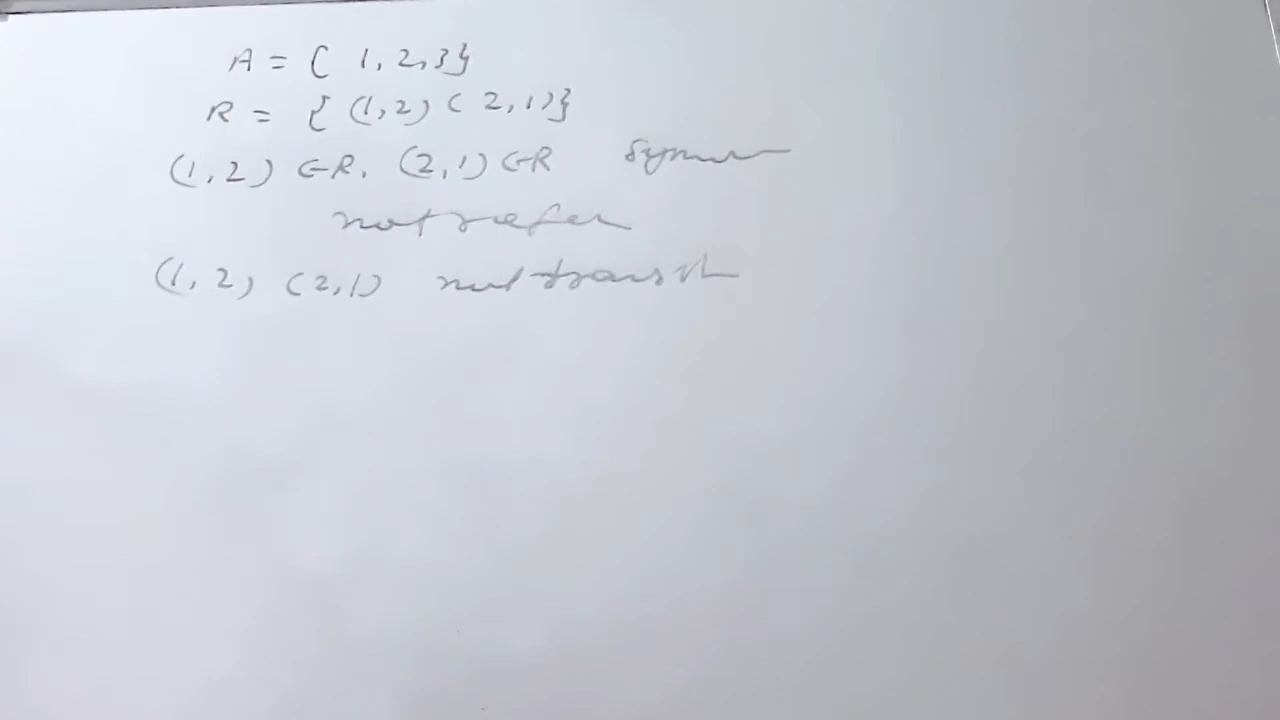 A = ( 1, 2, 3}
R = { (1,2) ( 2,1)}
(1,2) ∈R. (2,1) ∈R
not
(1,2) (2,1) not